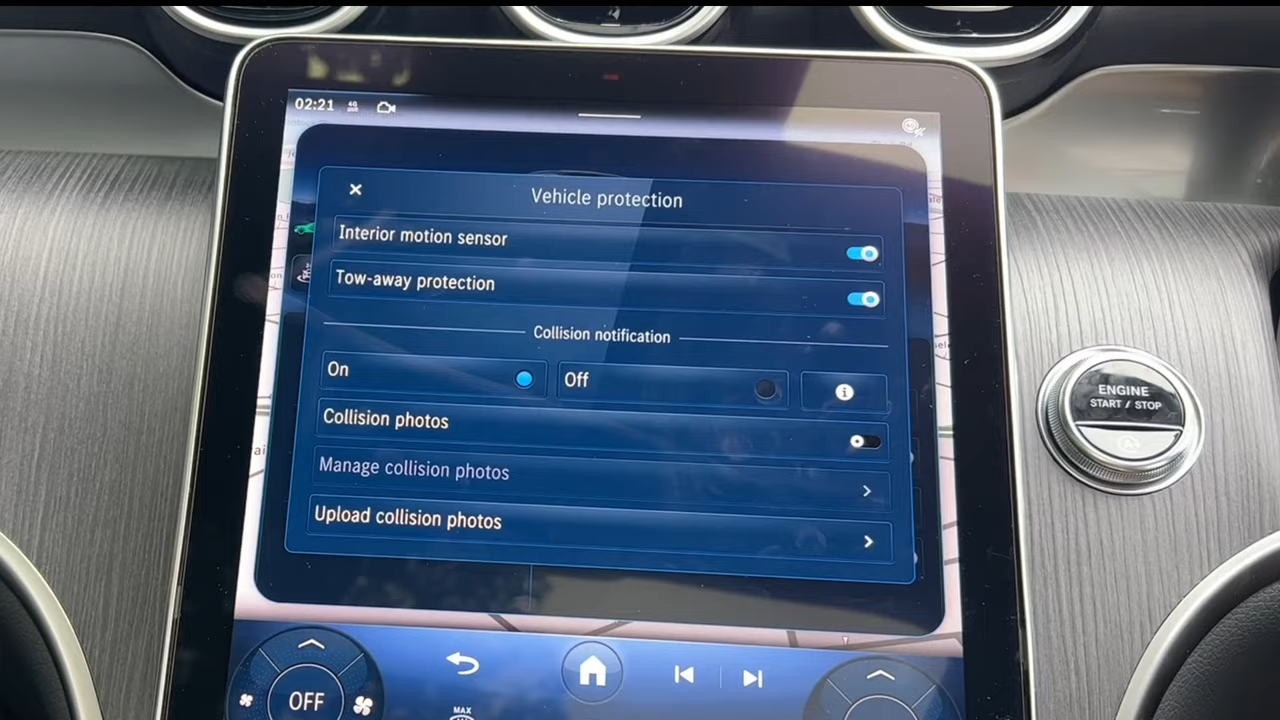 02:21 4G
Vehicle protection
Interior motion sensor
Tow-away protection
Collision notification
On
Off
Collision photos
Manage collision photos
Upload collision photos
ENGINE
START / STOP
OFF
MAX